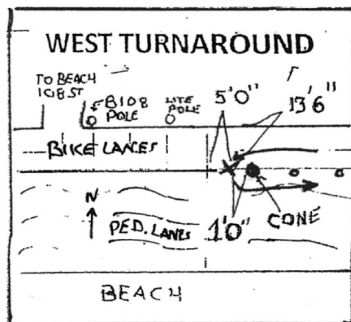 WEST TURNAROUND
TO BEACH
108 ST
B108
POLE
LITE
POLE
5'0"
13'6"
BIKE LANES
N
PED. LANES
1'0"
CONE
BEACH